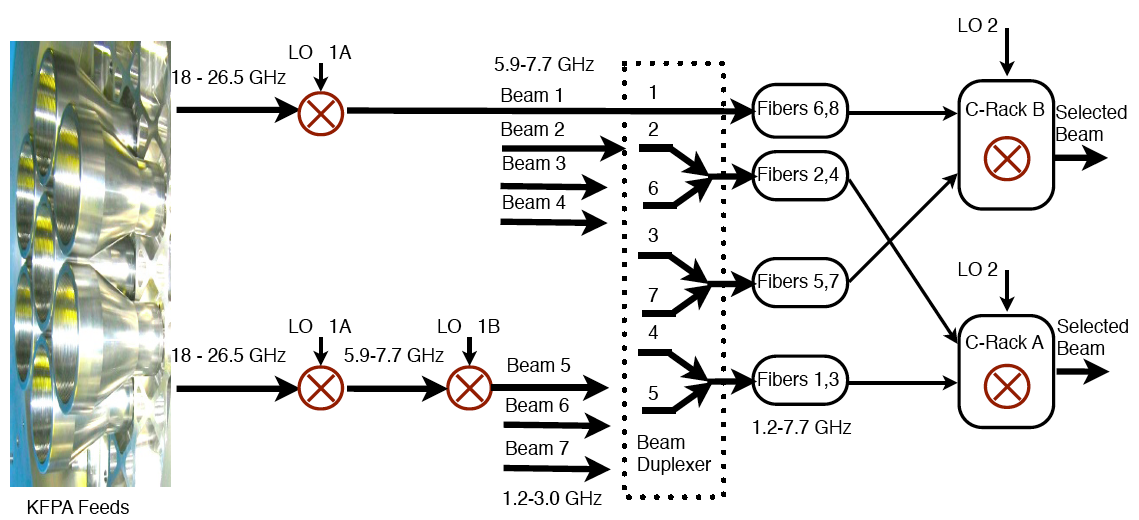 LO 2
LO 1A
18 - 26.5 GHz
5.9-7.7 GHz
Beam 1
1
Fibers 6,8
C-Rack B
Selected
Beam
Beam 2
2
Beam 3
Fibers 2,4
6
Beam 4
3
Fibers 5,7
7
LO 2
LO 1A
LO 1B
4
C-Rack A
Selected
Beam
18 - 26.5 GHz
5.9-7.7 GHz
Beam 5
5
Fibers 1,3
Beam 6
1.2-7.7 GHz
Beam 7
Beam
Duplexer
1.2-3.0 GHz
KFPA Feeds